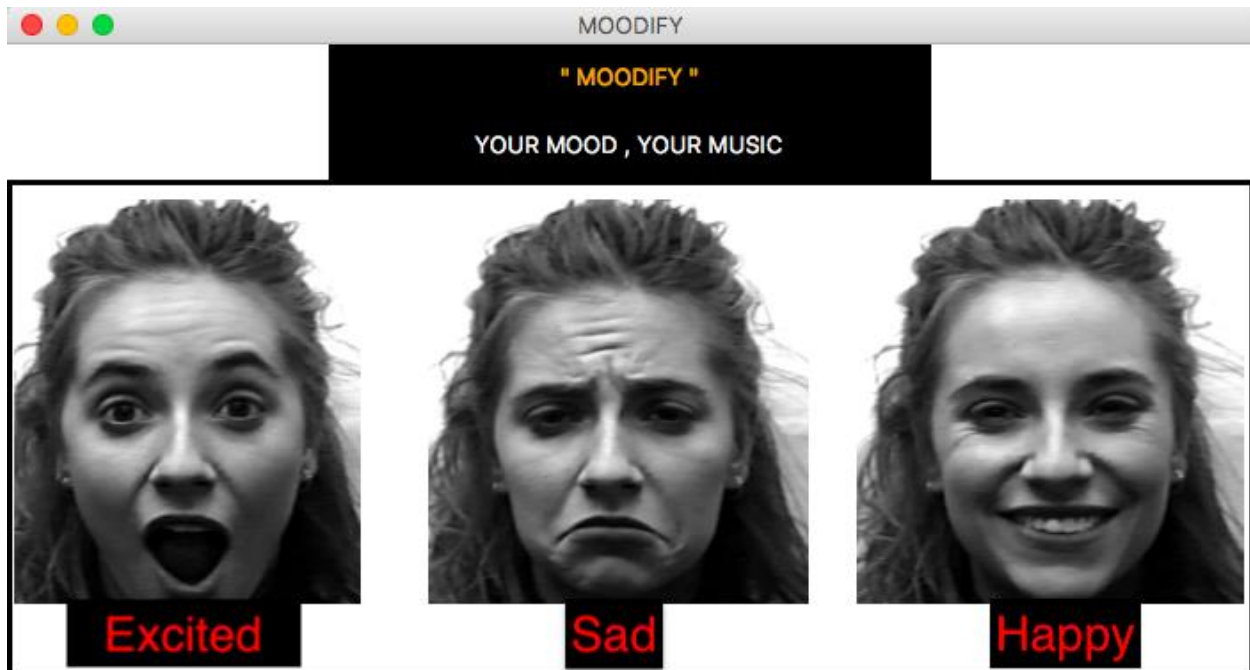 MOODIFY
" MOODIFY "
YOUR MOOD , YOUR MUSIC
Excited
Sad
Happy